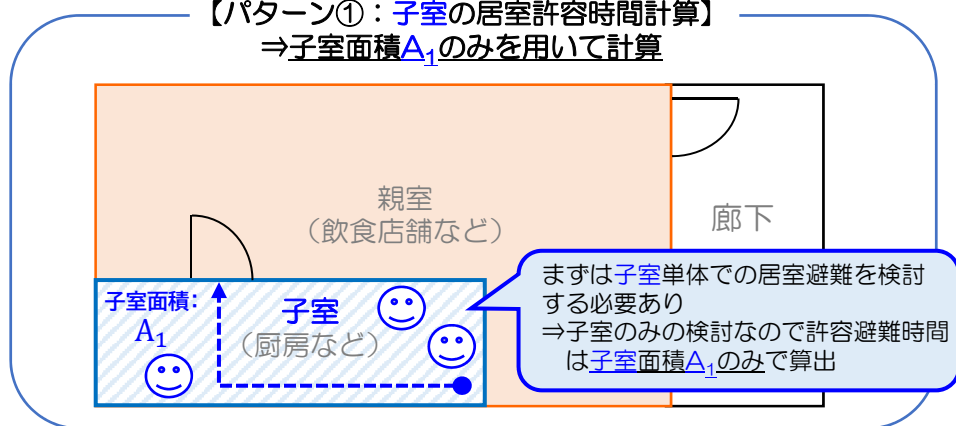 【パターン①：子室の居室許容時間計算】
⇒子室面積A₁のみを用いて計算
親室
（飲食店舗など）
廊下
子室面積：
A₁
子室
（厨房など）
まずは子室単体での居室避難を検討
する必要あり
⇒子室のみの検討なので許容避難時間
は子室面積A₁のみで算出